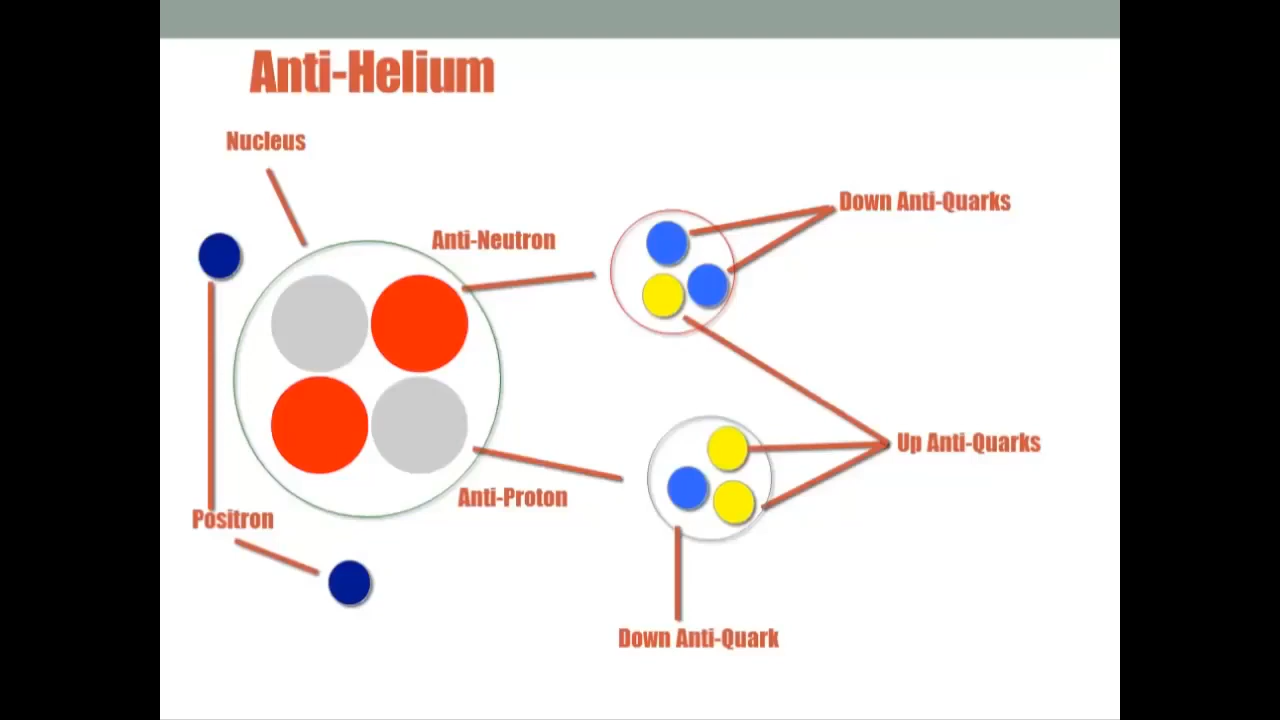 Anti-Helium
Nucleus
Down Anti-Quarks
Anti-Neutron
Up Anti-Quarks
Anti-Proton
Positron
Down Anti-Quark